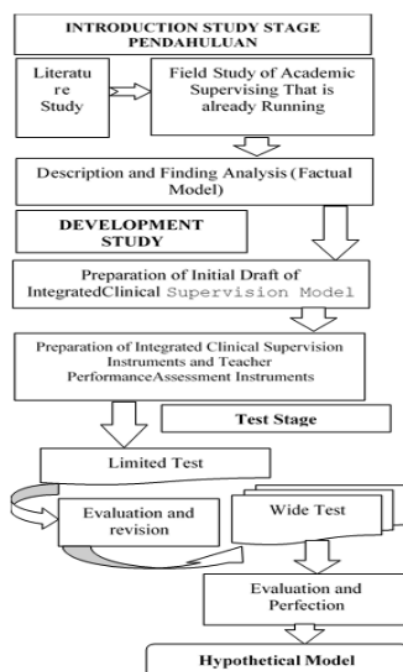 INTRODUCTION STUDY STAGE
PENDAHULUAN
Literatu
re
Study
Field Study of Academic
Supervising That is
already Running
Description and Finding Analysis (Factual
Model)
DEVELOPMENT
STUDY
Preparation of Initial Draft of
IntegratedClinical Supervision Model
Preparation of Integrated Clinical Supervision
Instruments and Teacher
PerformanceAssessment Instruments
Test Stage
Limited Test
Evaluation and
revision
Wide Test
Evaluation and
Perfection
Hypothetical Model